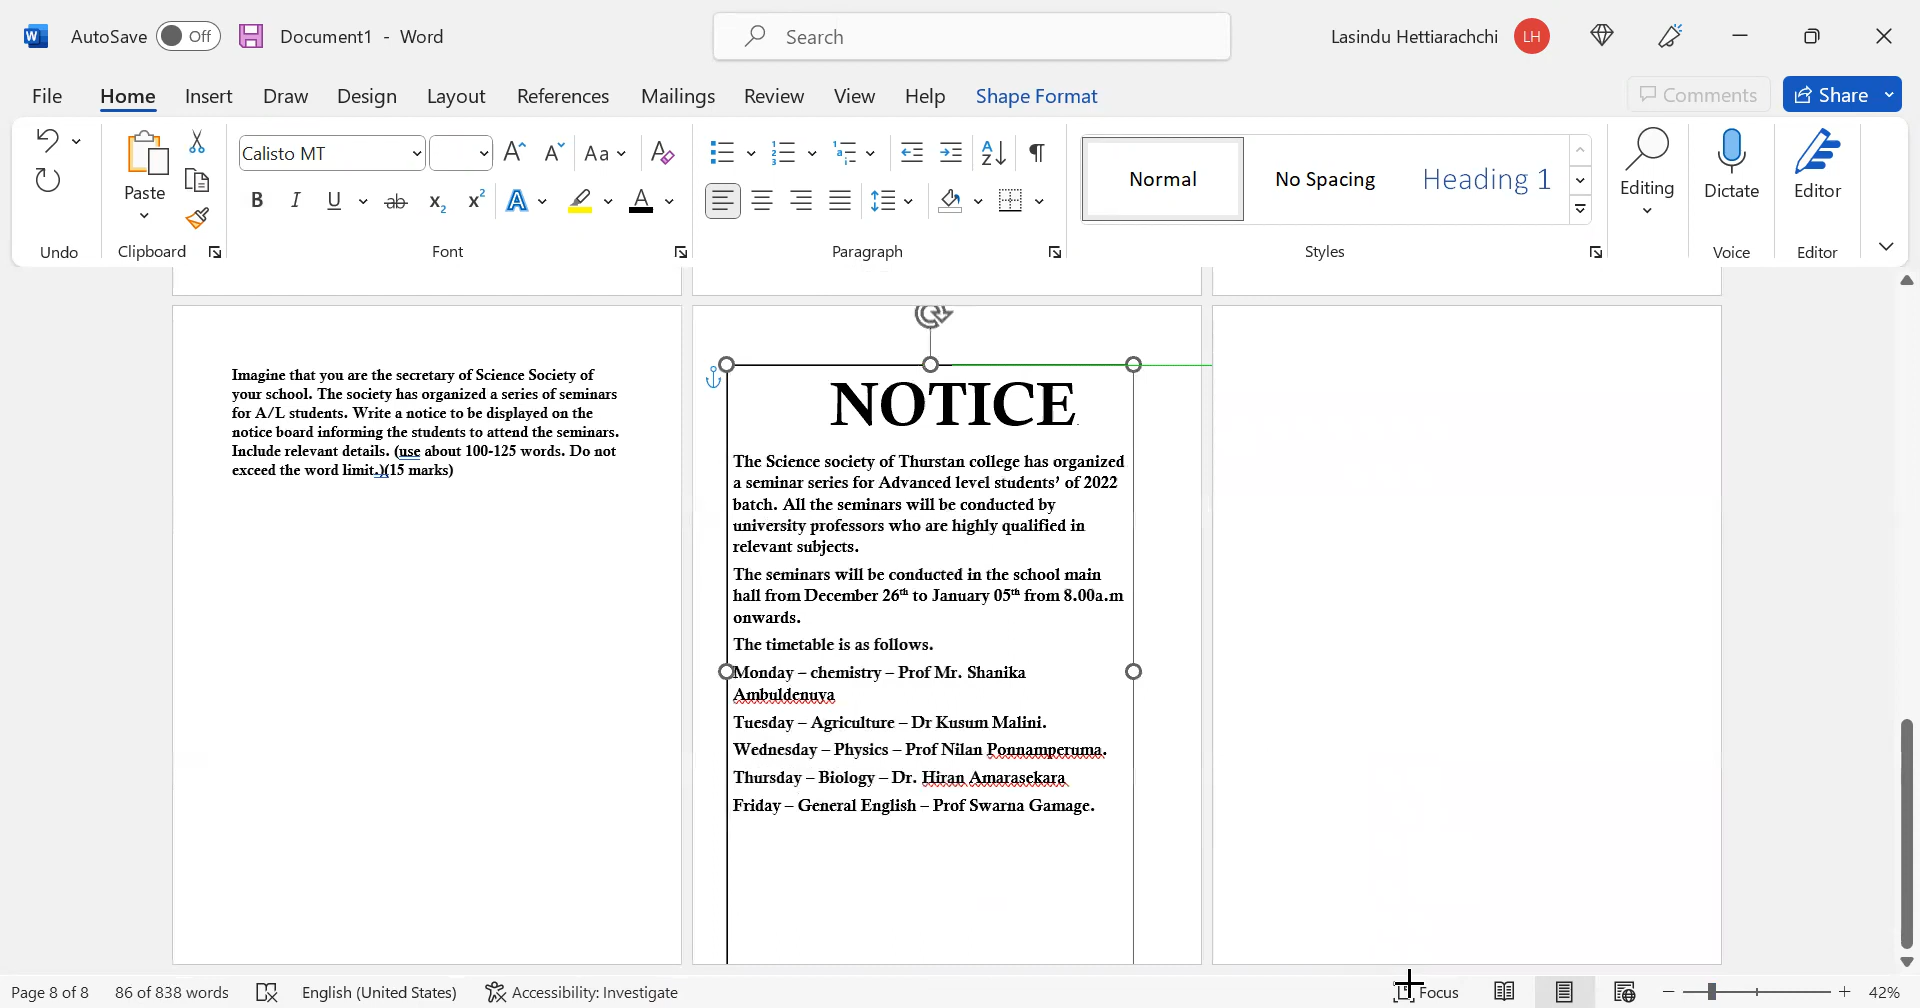 AutoSave Off Document1 - Word Search Lasindu Hettiarachchi LH
File Home Insert Draw Design Layout References Mailings Review View Help Shape Format Comments Share
Calisto MT Aa
Paste
B I U ab x2 x2 A A
Normal No Spacing Heading 1
Editing Dictate Editor
Undo Clipboard Font Paragraph Styles Voice Editor
Imagine that you are the secretary of Science Society of
your school. The society has organized a series of seminars
for A/L students. Write a notice to be displayed on the
notice board informing the students to attend the seminars.
Include relevant details. (use about 100-125 words. Do not
exceed the word limit.)(15 marks)
NOTICE.
The Science society of Thurstan college has organized
a seminar series for Advanced level students’ of 2022
batch. All the seminars will be conducted by
university professors who are highly qualified in
relevant subjects.
The seminars will be conducted in the school main
hall from December 26th to January 05th from 8.00a.m
onwards.
The timetable is as follows.
Monday – chemistry – Prof Mr. Shanika
Ambuldenuya
Tuesday – Agriculture – Dr Kusum Malini.
Wednesday – Physics – Prof Nilan Ponnamperuma.
Thursday – Biology – Dr. Hiran Amarasekara
Friday – General English – Prof Swarna Gamage.
Page 8 of 8 86 of 838 words English (United States) Accessibility: Investigate Focus 42%